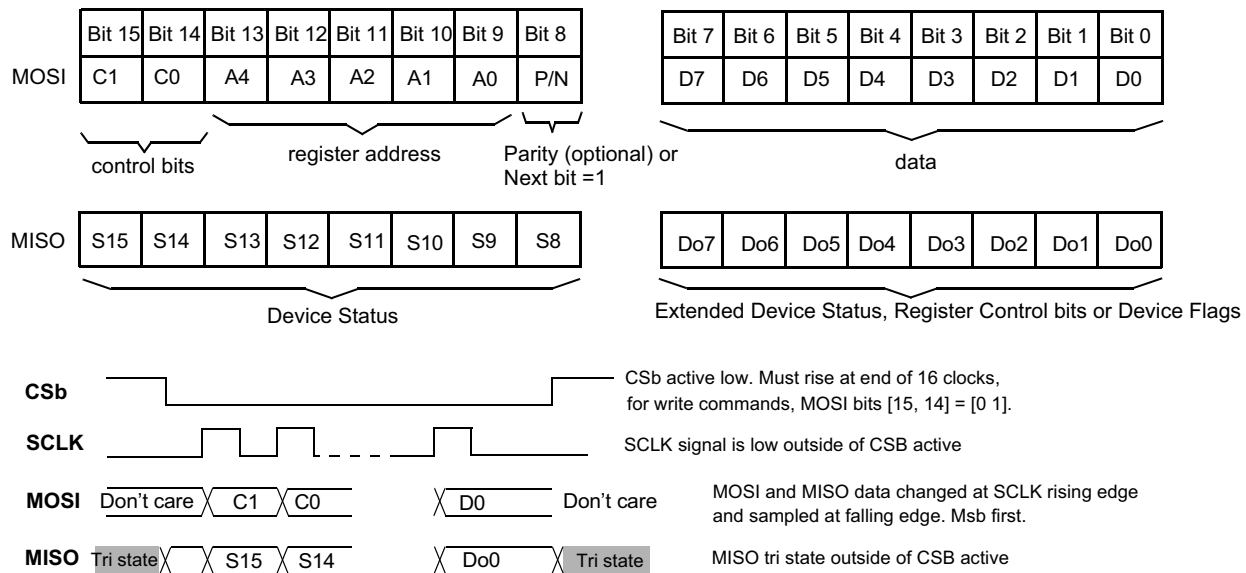 Bit 15 Bit 14 Bit 13 Bit 12 Bit 11 Bit 10 Bit 9 Bit 8 Bit 7 Bit 6 Bit 5 Bit 4 Bit 3 Bit 2 Bit 1 Bit 0
MOSI C1 C0 A4 A3 A2 A1 A0 P/N D7 D6 D5 D4 D3 D2 D1 D0
control bits
register address
Parity (optional) or
Next bit =1
data
MISO S15 S14 S13 S12 S11 S10 S9 S8 Do7 Do6 Do5 Do4 Do3 Do2 Do1 Do0
Device Status
Extended Device Status, Register Control bits or Device Flags
CSb
CSb active low. Must rise at end of 16 clocks,
for write commands, MOSI bits [15, 14] = [0 1].
SCLK
SCLK signal is low outside of CSB active
MOSI Don't care C1 C0 D0 Don't care
MOSI and MISO data changed at SCLK rising edge
and sampled at falling edge. Msb first.
MISO Tri state S15 S14 Do0 Tri state
MISO tri state outside of CSB active